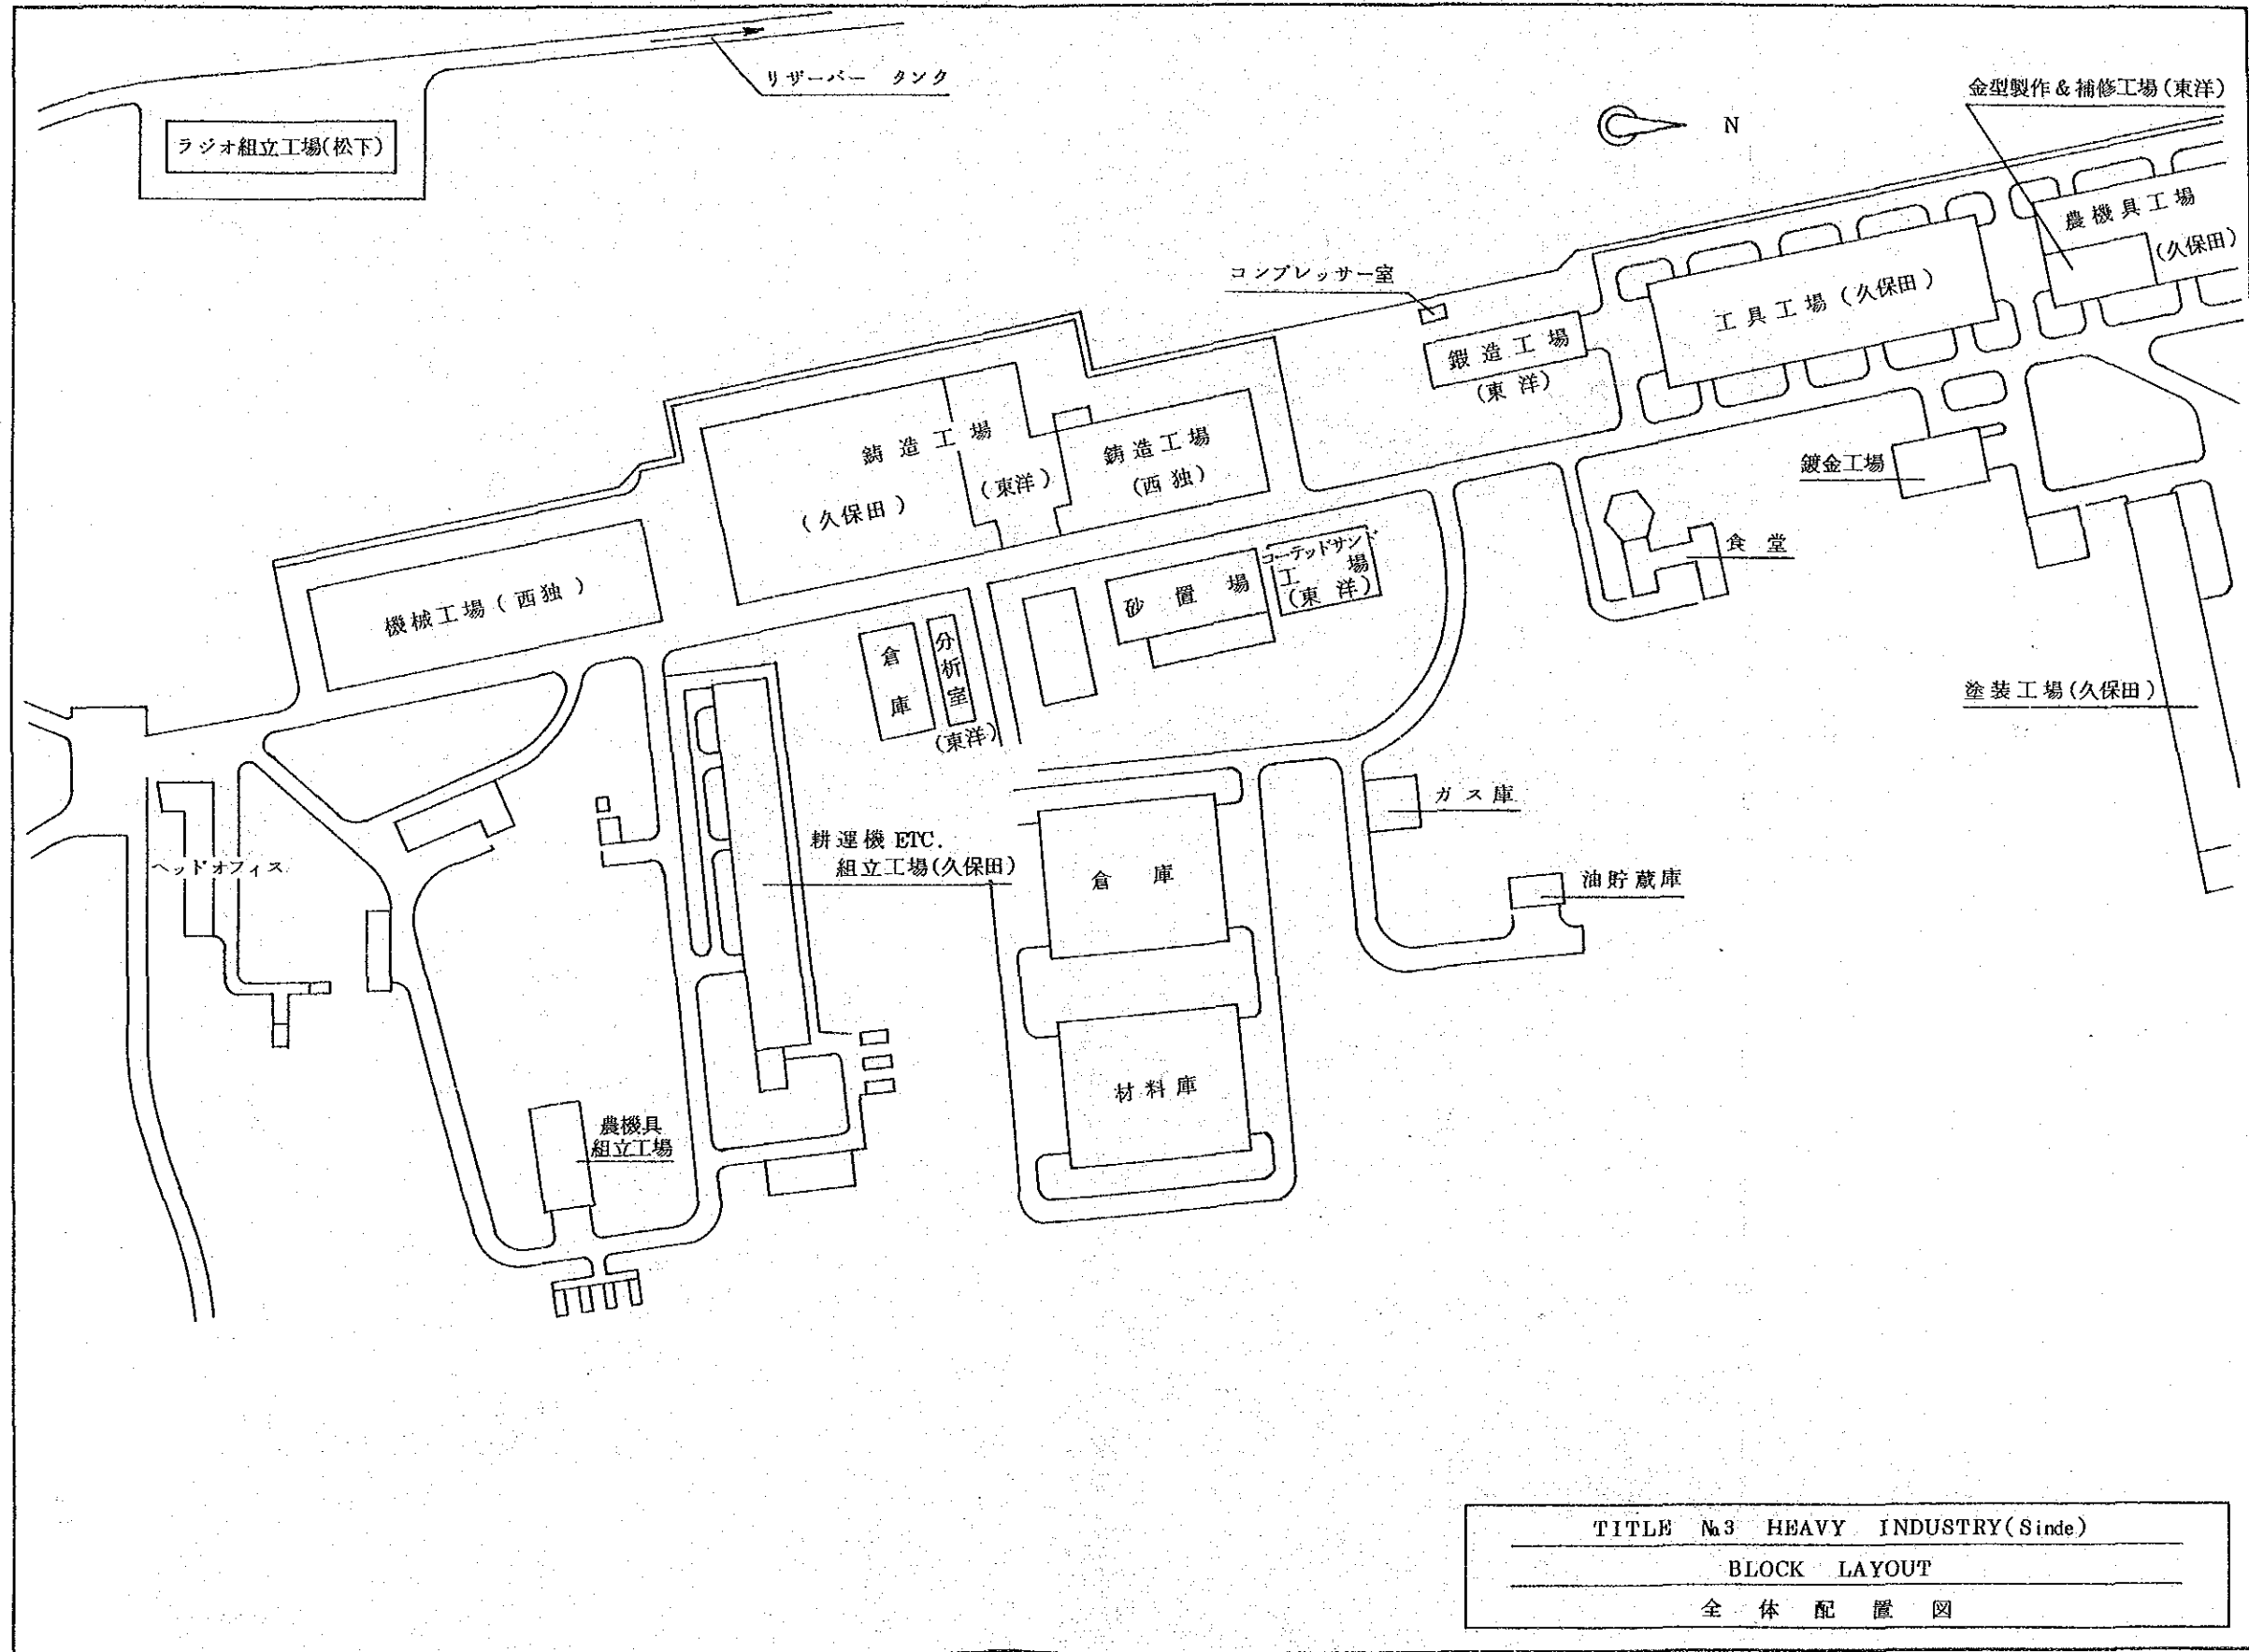 リザーバー タンク
ラジオ組立工場(松下)
金型製作&補修工場(東洋)
N
農機具工場
(久保田)
コンプレッサー室
工具工場(久保田)
鍛造工場
(東洋)
鋳造工場
(久保田)
(東洋)
鋳造工場
(西独)
鍍金工場
食堂
機械工場(西独)
砂置場
コーテッドサンド
工場
(東洋)
倉庫
分析室
(東洋)
塗装工場(久保田)
ガス庫
ヘッドオフィス
耕運機 ETC.
組立工場(久保田)
倉庫
油貯蔵庫
材料庫
農機具
組立工場
TITLE №3 HEAVY INDUSTRY(Sinde)
BLOCK LAYOUT
全体配置図